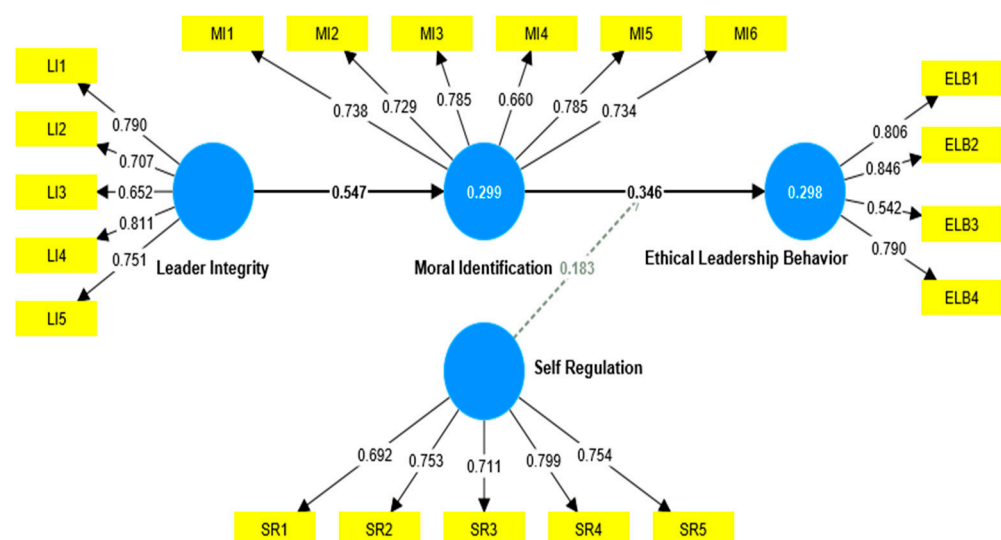 MI1
MI2
MI3
MI4
MI5
MI6
LI1
LI2
LI3
LI4
LI5
0.790
0.707
0.652
0.811
0.751
0.738
0.729
0.785
0.660
0.785
0.734
ELB1
ELB2
ELB3
ELB4
0.806
0.846
0.542
0.790
0.547
0.299
0.346
0.298
Leader Integrity
Moral Identification
0.183
Ethical Leadership Behavior
Self Regulation
0.692
0.753
0.711
0.799
0.754
SR1
SR2
SR3
SR4
SR5